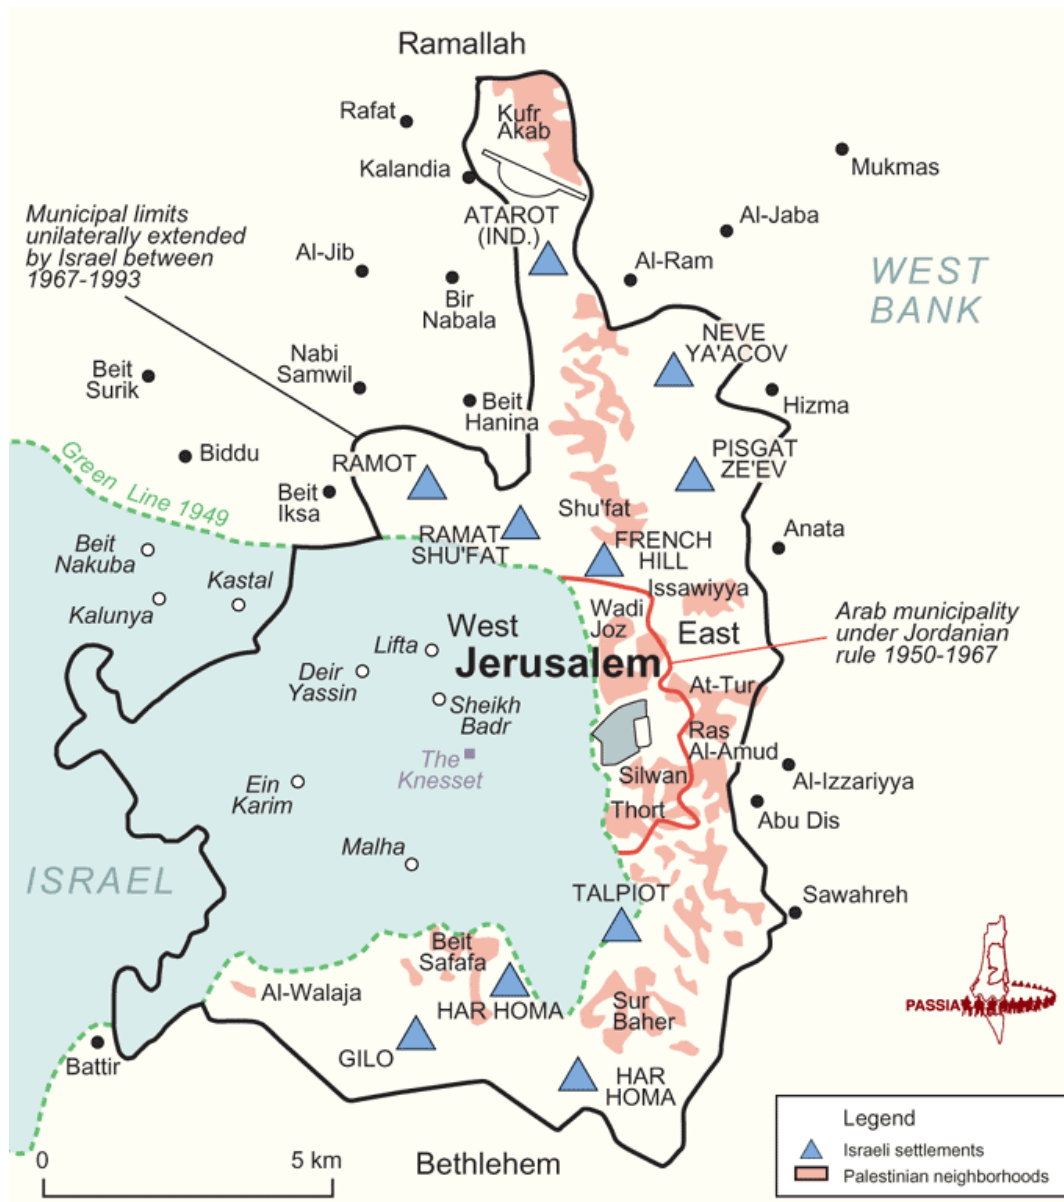 Ramallah
Rafat
Kufr
Akab
Kalandia
Mukmas
Municipal limits
unilaterally extended
by Israel between
1967-1993
ATAROT
(IND.)
Al-Jaba
Al-Jib
Al-Ram
Bir
Nabala
WEST
BANK
NEVE
YA'ACOV
Nabi
Samwil
Beit
Surik
Beit
Hanina
Hizma
Biddu
RAMOT
PISGAT
ZE'EV
Green Line 1949
Beit
Iksa
Shu'fat
RAMAT
SHU'FAT
FRENCH
HILL
Anata
Beit
Nakuba
Kastal
Kalunya
Issawiyya
Wadi
Joz
Arab municipality
under Jordanian
rule 1950-1967
West
East
Jerusalem
Lifta
Deir
Yassin
Sheikh
Badr
At-Tur
Ras
Al-Amud
The
Knesset
Silwan
Al-Izzariyya
Ein
Karim
Thort
Abu Dis
Malha
ISRAEL
TALPIOT
Sawahreh
Beit
Safafa
Al-Walaja
HAR HOMA
Sur
Baher
PASSIA
GILO
Battir
HAR
HOMA
Legend
Israeli settlements
Palestinian neighborhoods
0
5 km
Bethlehem